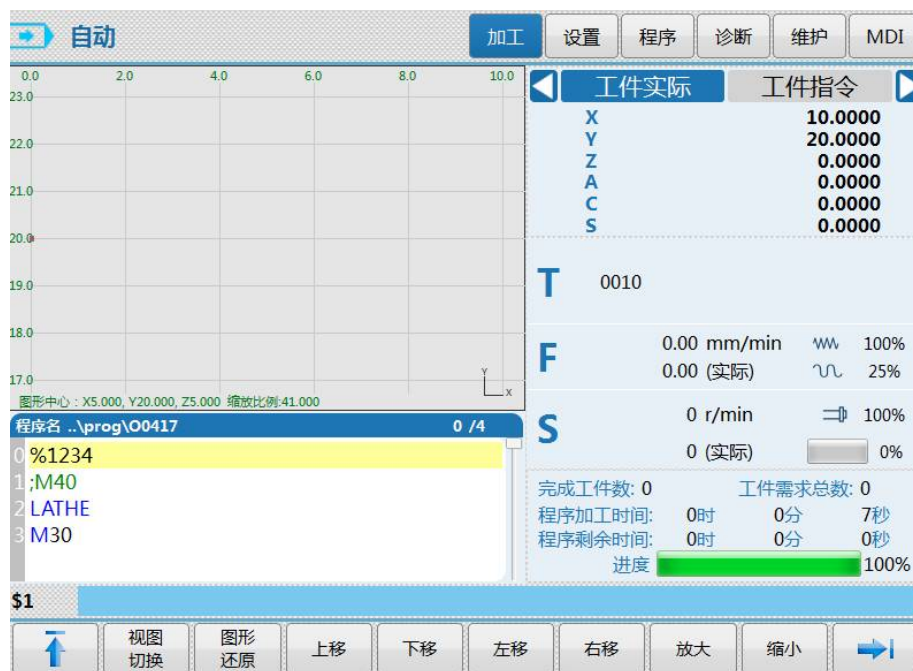 自动 加工 设置 程序 诊断 维护 MDI
0.0 2.0 4.0 6.0 8.0 10.0
23.0
22.0
21.0
20.0
19.0
18.0
17.0
Y
X
图形中心：X5.000, Y20.000, Z5.000 缩放比例:41.000
程序名 ..\prog\O0417 0 /4
0 %1234
1 ;M40
2 LATHE
3 M30
工件实际 工件指令
X 10.0000
Y 20.0000
Z 0.0000
A 0.0000
C 0.0000
S 0.0000
T 0010
F 0.00 mm/min 100%
0.00 (实际) 25%
S 0 r/min 100%
0 (实际) 0%
完成工件数: 0 工件需求总数: 0
程序加工时间: 0时 0分 7秒
程序剩余时间: 0时 0分 0秒
进度 100%
$1
视图切换 图形还原 上移 下移 左移 右移 放大 缩小